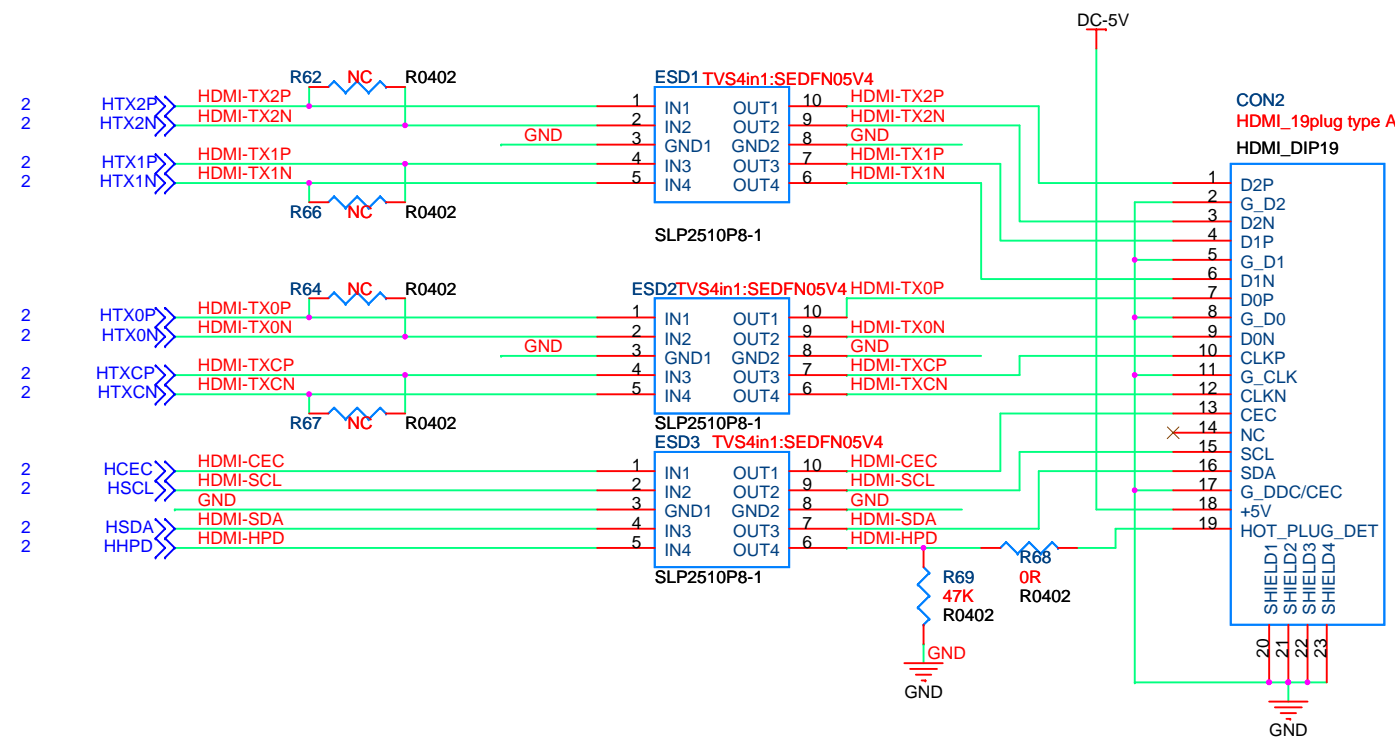 DC-5V
R62 NC R0402
2 HTX2P HDMI-TX2P
2 HTX2N HDMI-TX2N
2 HTX1P HDMI-TX1P
2 HTX1N HDMI-TX1N
R66 NC R0402
GND
ESD1 TVS4in1:SEDFN05V4
1 IN1 OUT1 10 HDMI-TX2P
2 IN2 OUT2 9 HDMI-TX2N
3 GND1 GND2 8 GND
4 IN3 OUT3 7 HDMI-TX1P
5 IN4 OUT4 6 HDMI-TX1N
SLP2510P8-1
R64 NC R0402
2 HTX0P HDMI-TX0P
2 HTX0N HDMI-TX0N
2 HTXCP HDMI-TXCP
2 HTXCN HDMI-TXCN
R67 NC R0402
GND
ESD2 TVS4in1:SEDFN05V4
1 IN1 OUT1 10 HDMI-TX0P
2 IN2 OUT2 9 HDMI-TX0N
3 GND1 GND2 8 GND
4 IN3 OUT3 7 HDMI-TXCP
5 IN4 OUT4 6 HDMI-TXCN
SLP2510P8-1
2 HCEC HDMI-CEC
2 HSCL HDMI-SCL
GND
2 HSDA HDMI-SDA
2 HHPD HDMI-HPD
ESD3 TVS4in1:SEDFN05V4
1 IN1 OUT1 10 HDMI-CEC
2 IN2 OUT2 9 HDMI-SCL
3 GND1 GND2 8 GND
4 IN3 OUT3 7 HDMI-SDA
5 IN4 OUT4 6 HDMI-HPD
SLP2510P8-1
R68
0R
R0402
R69
47K
R0402
GND
GND
CON2
HDMI_19plug type A
HDMI_DIP19
1 D2P
2 G_D2
3 D2N
4 D1P
5 G_D1
6 D1N
7 D0P
8 G_D0
9 D0N
10 CLKP
11 G_CLK
12 CLKN
13 CEC
14 NC
15 SCL
16 SDA
17 G_DDC/CEC
18 +5V
19 HOT_PLUG_DET
SHIELD1 20
SHIELD2 21
SHIELD3 22
SHIELD4 23
GND